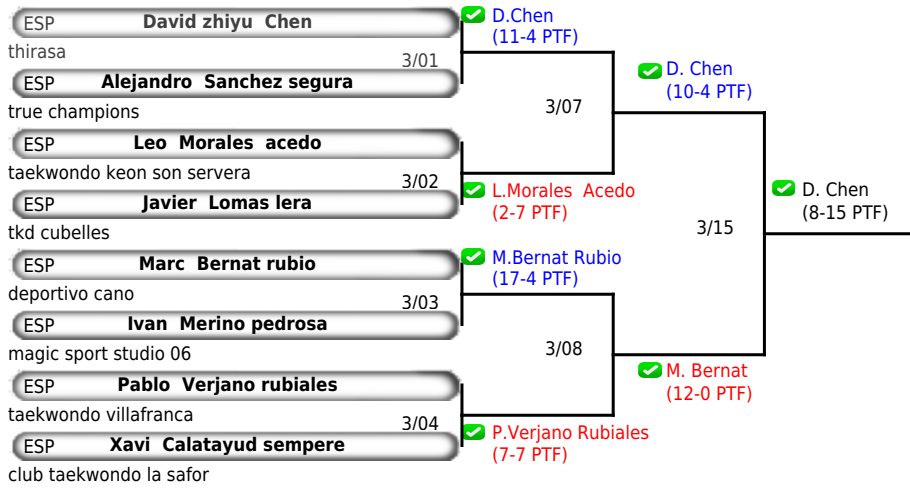 ESP David zhiyu Chen
thirasa
3/01
ESP Alejandro Sanchez segura
true champions
ESP Leo Morales acedo
taekwondo keon son servera
3/02
ESP Javier Lomas lera
tkd cubelles
ESP Marc Bernat rubio
deportivo cano
3/03
ESP Ivan Merino pedrosa
magic sport studio 06
ESP Pablo Verjano rubiales
taekwondo villafranca
3/04
ESP Xavi Calatayud sempere
club taekwondo la safor
D.Chen
(11-4 PTF)
3/07
L.Morales Acedo
(2-7 PTF)
M.Bernat Rubio
(17-4 PTF)
3/08
P.Verjano Rubiales
(7-7 PTF)
D. Chen
(10-4 PTF)
3/15
M. Bernat
(12-0 PTF)
D. Chen
(8-15 PTF)